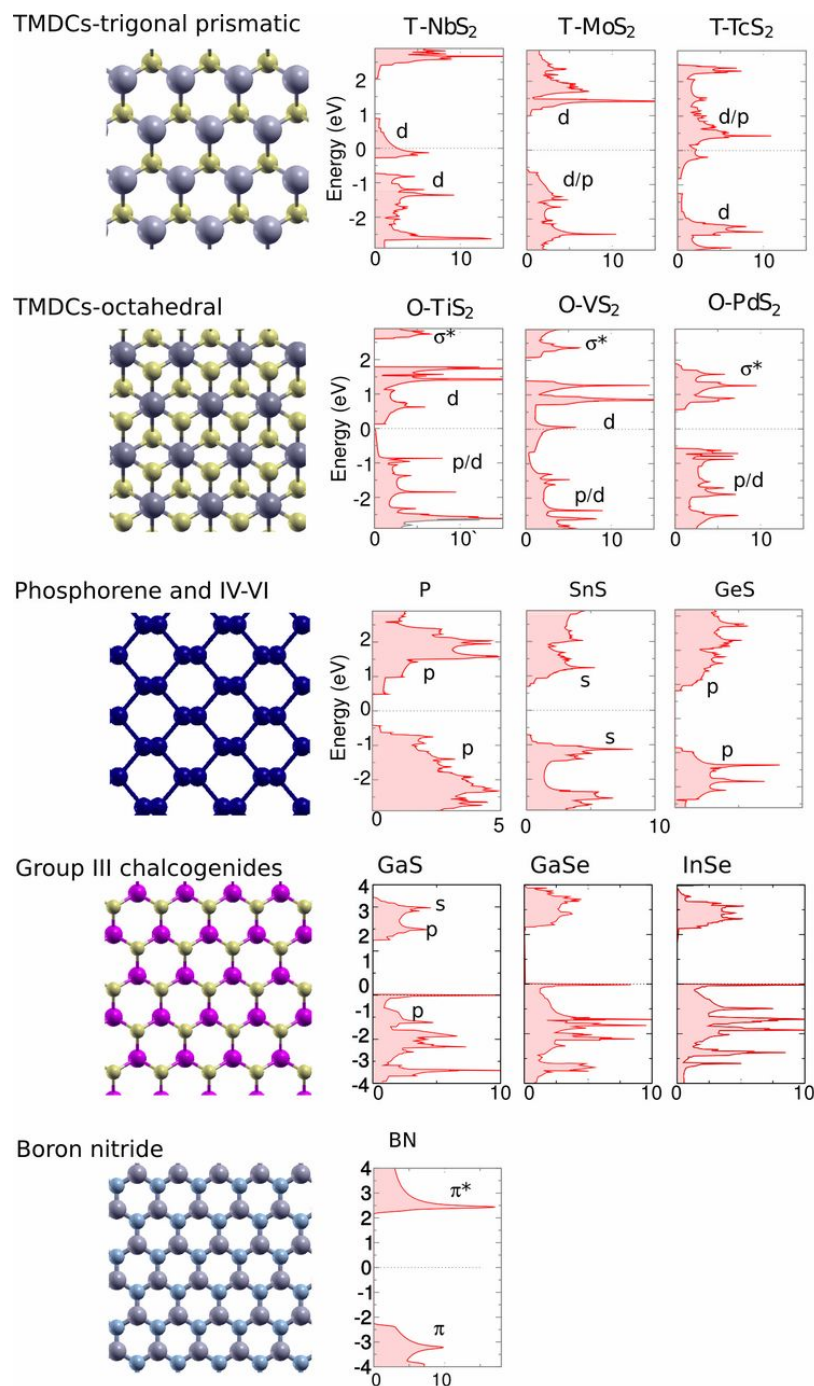 TMDCs-trigonal prismatic
T-NbS₂ T-MoS₂ T-TcS₂
Energy (eV)
2
1
0
-1
-2
d
d
d
d/p
d/p
d
0 10
0 10
0 10
TMDCs-octahedral
O-TiS₂ O-VS₂ O-PdS₂
Energy (eV)
2
1
0
-1
-2
σ*
d
p/d
σ*
d
p/d
σ*
p/d
0 10`
0 10
0 10
Phosphorene and IV-VI
P SnS GeS
Energy (eV)
2
1
0
-1
-2
p
p
s
s
p
p
0 5
0 10
Group III chalcogenides
GaS GaSe InSe
4
3
2
1
0
-1
-2
-3
-4
s
p
p
0 10
0 10
0 10
Boron nitride
BN
4
3
2
1
0
-1
-2
-3
-4
π*
π
0 10